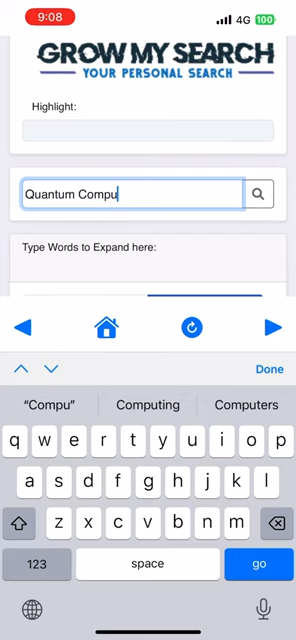 9:08
4G 100
GROW MY SEARCH
YOUR PERSONAL SEARCH
Highlight:
Quantum Compu
Type Words to Expand here:
Done
“Compu” Computing Computers
q w e r t y u i o p
a s d f g h j k l
z x c v b n m
123 space go